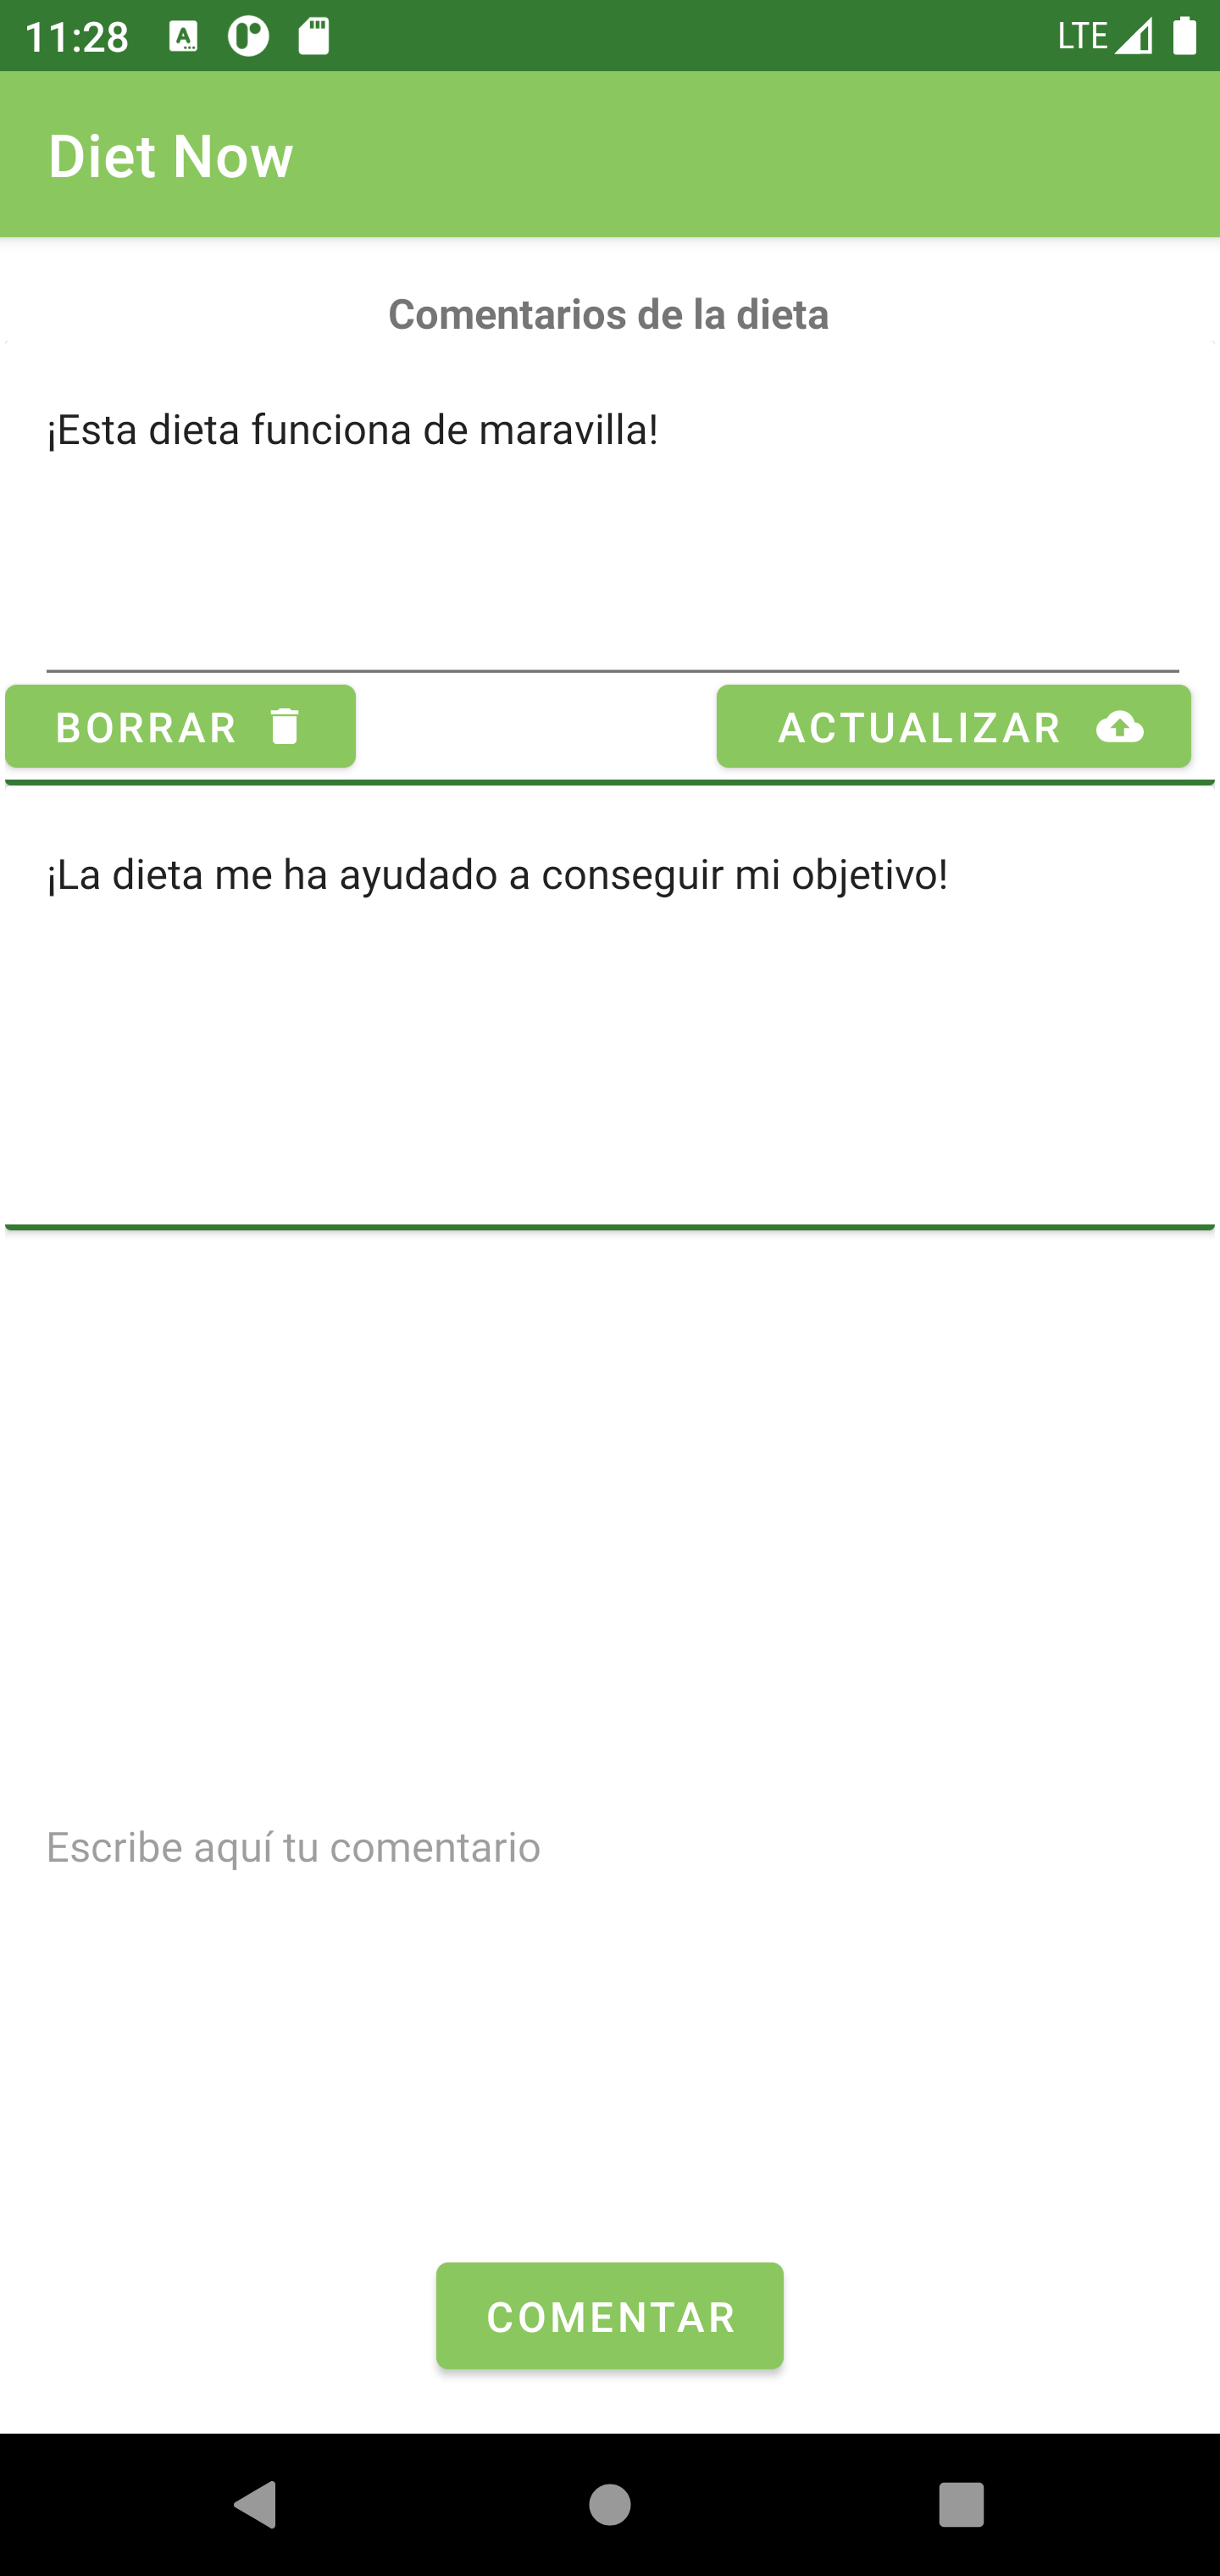 11:28 LTE
Diet Now
Comentarios de la dieta
¡Esta dieta funciona de maravilla!
BORRAR ACTUALIZAR
¡La dieta me ha ayudado a conseguir mi objetivo!
Escribe aquí tu comentario
COMENTAR